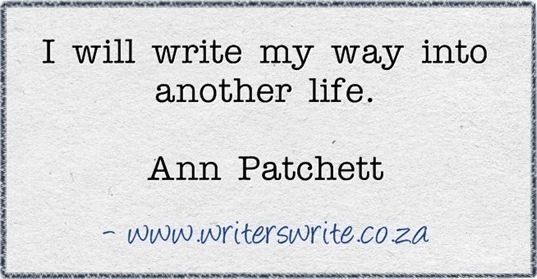 I will write my way into
another life.
Ann Patchett
- www.writerswrite.co.za